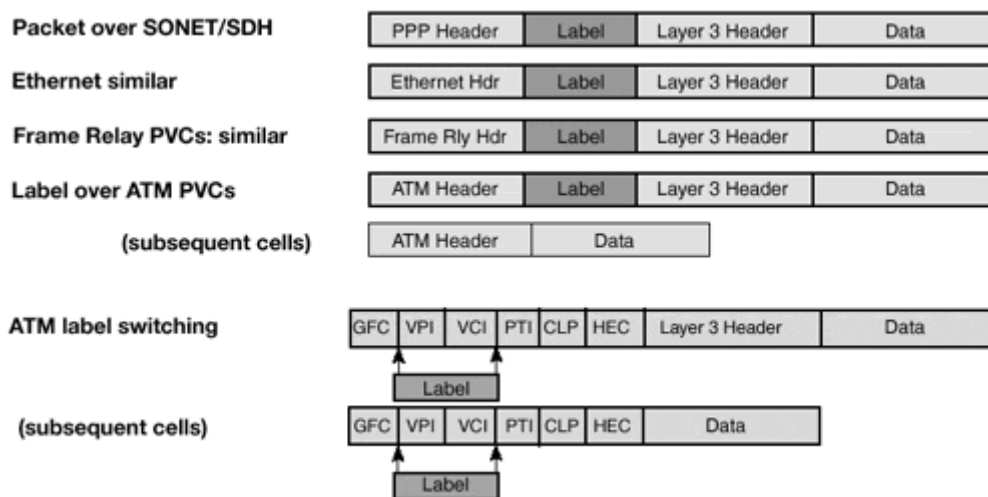 Packet over SONET/SDH PPP Header Label Layer 3 Header Data
Ethernet similar Ethernet Hdr Label Layer 3 Header Data
Frame Relay PVCs: similar Frame Rly Hdr Label Layer 3 Header Data
Label over ATM PVCs ATM Header Label Layer 3 Header Data
(subsequent cells) ATM Header Data
ATM label switching GFC VPI VCI PTI CLP HEC Layer 3 Header Data
Label
(subsequent cells) GFC VPI VCI PTI CLP HEC Data
Label